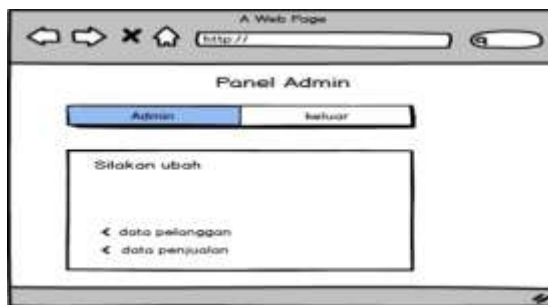 A Web Page
http://
Panel Admin
Admin keluar
Silakan ubah
< data pelanggan
< data penjualan